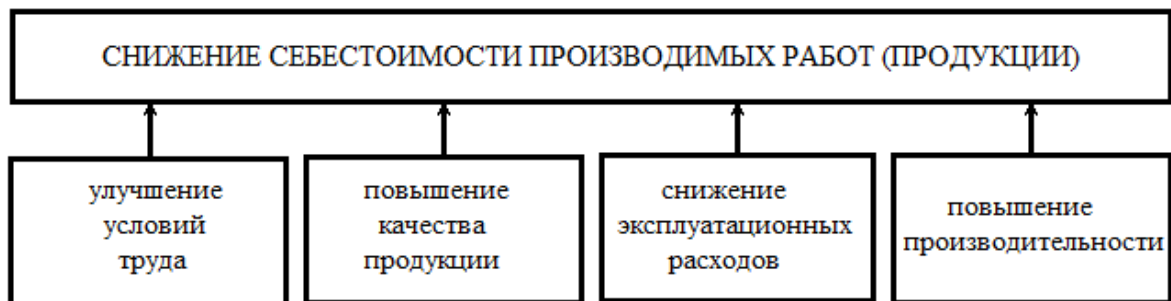 СНИЖЕНИЕ СЕБЕСТОИМОСТИ ПРОИЗВОДИМЫХ РАБОТ (ПРОДУКЦИИ)
улучшение
условий
труда
повышение
качества
продукции
снижение
эксплуатационных
расходов
повышение
производительности